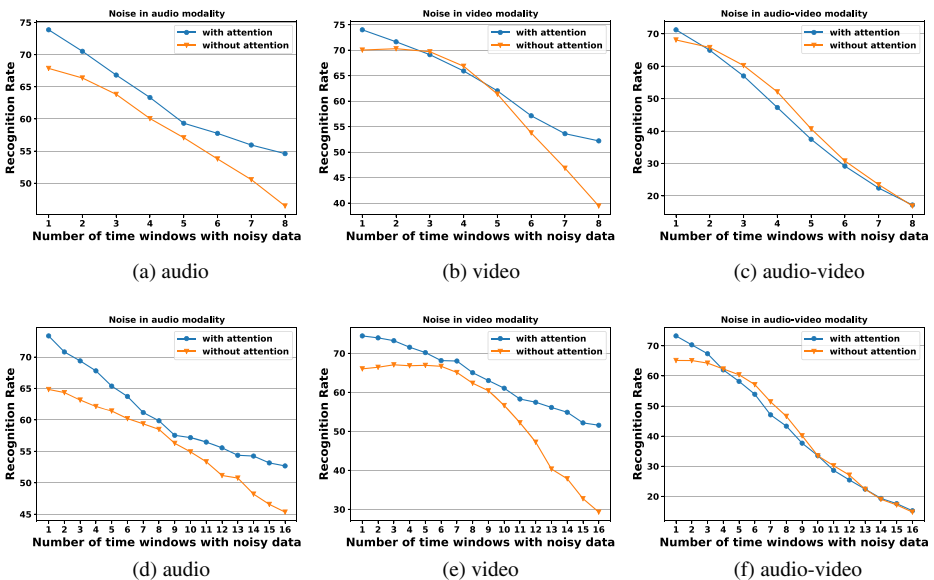 Noise in audio modality
75
70
65
60
55
50
Recognition Rate
with attention
without attention
1 2 3 4 5 6 7 8
Number of time windows with noisy data
(a) audio
Noise in video modality
80
75
70
65
60
55
50
45
40
Recognition Rate
with attention
without attention
1 2 3 4 5 6 7 8
Number of time windows with noisy data
(b) video
Noise in audio-video modality
70
60
50
40
30
20
Recognition Rate
with attention
without attention
1 2 3 4 5 6 7 8
Number of time windows with noisy data
(c) audio-video
Noise in audio modality
70
65
60
55
50
45
Recognition Rate
with attention
without attention
1 2 3 4 5 6 7 8 9 10 11 12 13 14 15 16
Number of time windows with noisy data
(d) audio
Noise in video modality
70
60
50
40
30
Recognition Rate
with attention
without attention
1 2 3 4 5 6 7 8 9 10 11 12 13 14 15 16
Number of time windows with noisy data
(e) video
Noise in audio-video modality
70
60
50
40
30
20
Recognition Rate
with attention
without attention
1 2 3 4 5 6 7 8 9 10 11 12 13 14 15 16
Number of time windows with noisy data
(f) audio-video